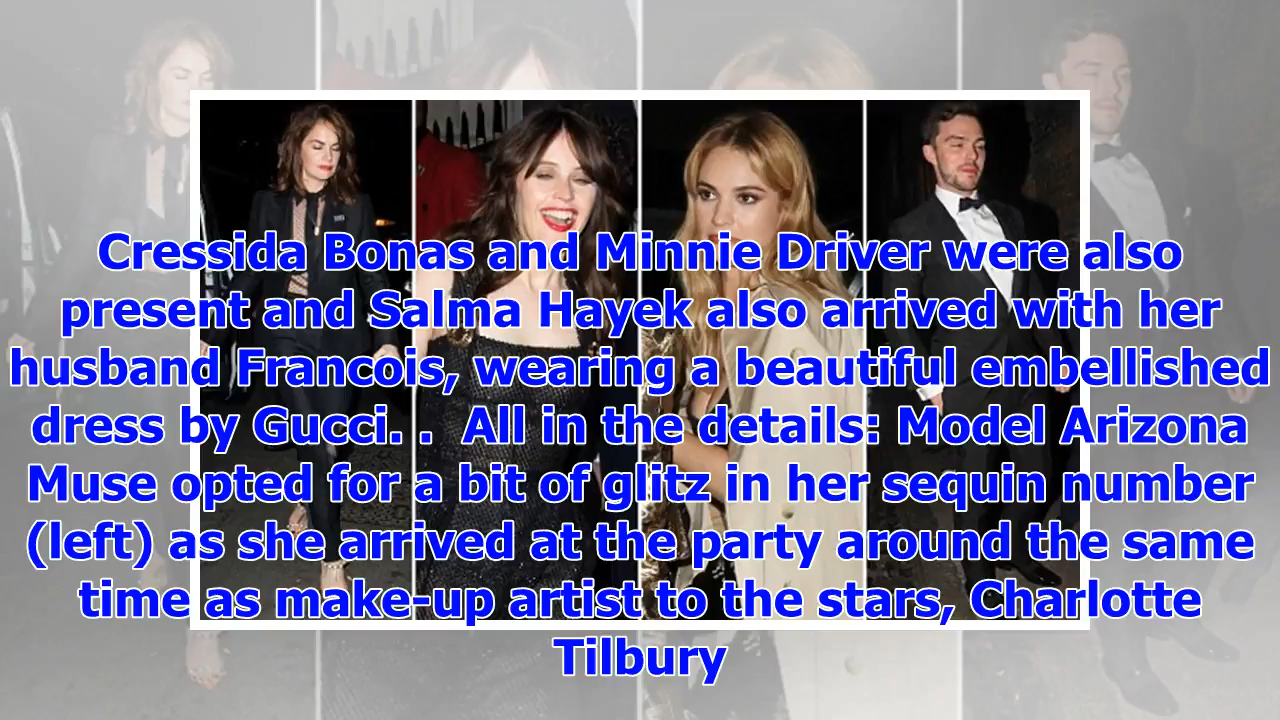 Cressida Bonas and Minnie Driver were also
present and Salma Hayek also arrived with her
husband Francois, wearing a beautiful embellished
dress by Gucci. .  All in the details: Model Arizona
Muse opted for a bit of glitz in her sequin number
(left) as she arrived at the party around the same
time as make-up artist to the stars, Charlotte
Tilbury